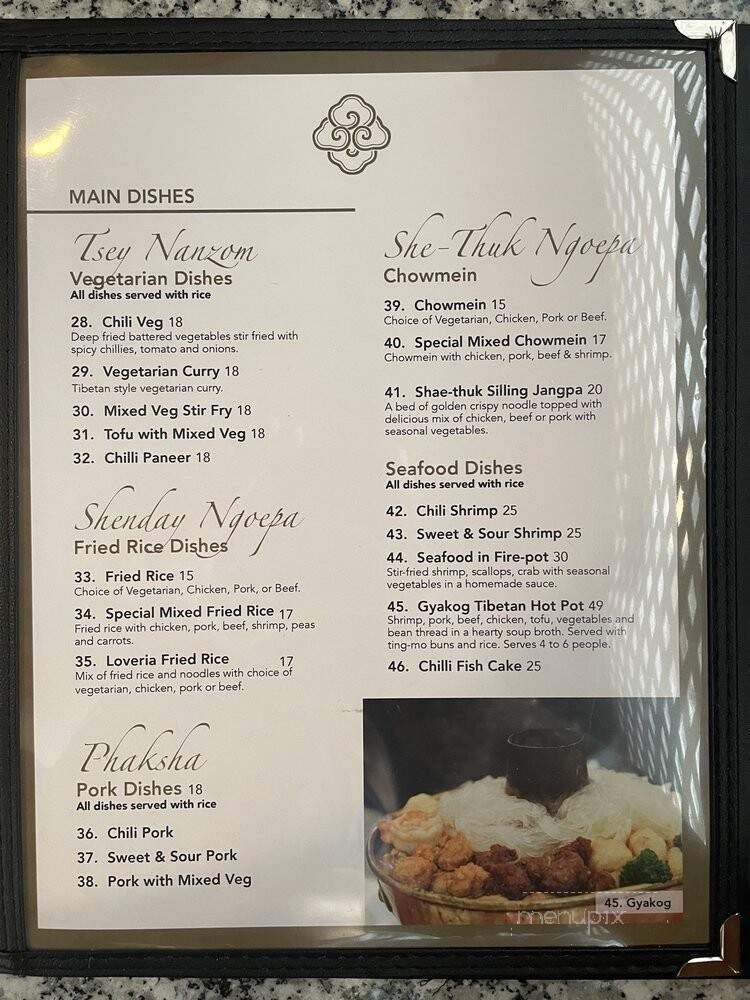 MAIN DISHES
Tsey Nanzom
Vegetarian Dishes
All dishes served with rice
28. Chili Veg 18
Deep fried battered vegetables stir fried with
spicy chillies, tomato and onions.
29. Vegetarian Curry 18
Tibetan style vegetarian curry.
30. Mixed Veg Stir Fry 18
31. Tofu with Mixed Veg 18
32. Chilli Paneer 18
Shenday Ngoepa
Fried Rice Dishes
33. Fried Rice 15
Choice of Vegetarian, Chicken, Pork, or Beef.
34. Special Mixed Fried Rice 17
Fried rice with chicken, pork, beef, shrimp, peas
and carrots.
35. Loveria Fried Rice 17
Mix of fried rice and noodles with choice of
vegetarian, chicken, pork or beef.
Phaksha
Pork Dishes 18
All dishes served with rice
36. Chili Pork
37. Sweet & Sour Pork
38. Pork with Mixed Veg
She-Thuk Ngoepa
Chowmein
39. Chowmein 15
Choice of Vegetarian, Chicken, Pork or Beef.
40. Special Mixed Chowmein 17
Chowmein with chicken, pork, beef & shrimp.
41. Shae-thuk Silling Jangpa 20
A bed of golden crispy noodle topped with
delicious mix of chicken, beef or pork with
seasonal vegetables.
Seafood Dishes
All dishes served with rice
42. Chili Shrimp 25
43. Sweet & Sour Shrimp 25
44. Seafood in Fire-pot 30
Stir-fried shrimp, scallops, crab with seasonal
vegetables in a homemade sauce.
45. Gyakog Tibetan Hot Pot 49
Shrimp, pork, beef, chicken, tofu, vegetables and
bean thread in a hearty soup broth. Served with
ting-mo buns and rice. Serves 4 to 6 people.
46. Chilli Fish Cake 25
45. Gyakog
menupix